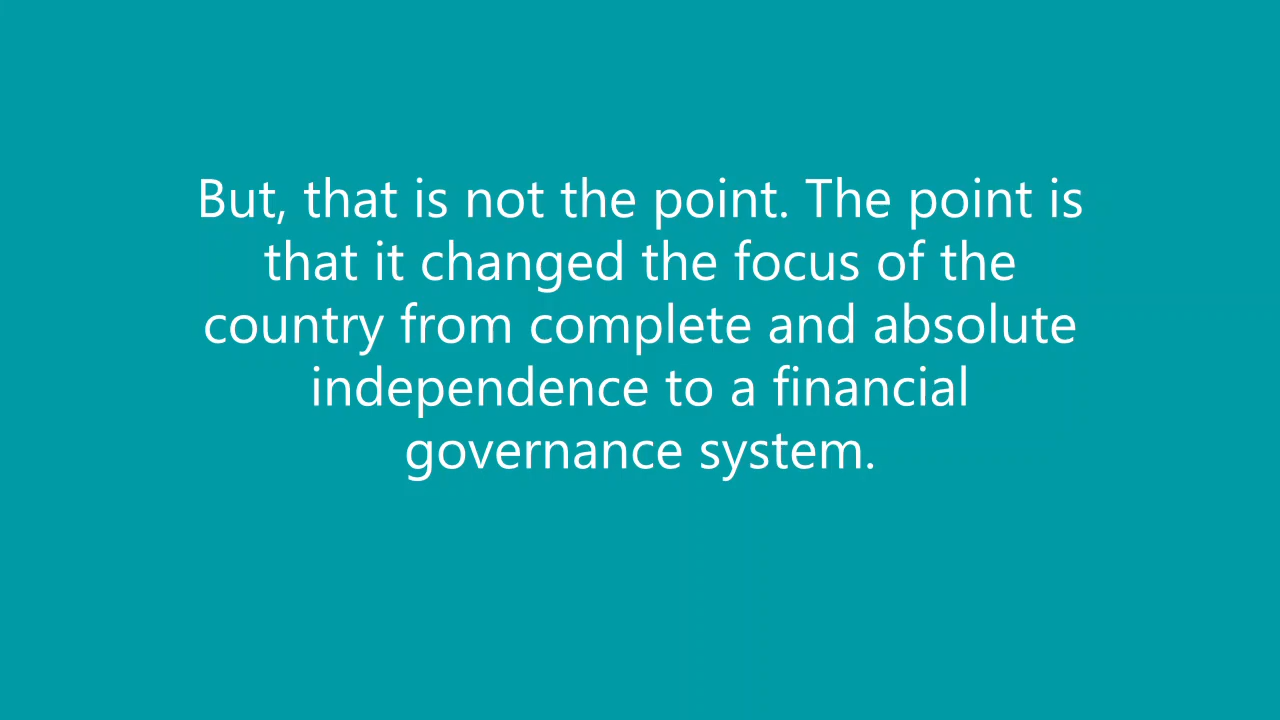 But, that is not the point. The point is
that it changed the focus of the
country from complete and absolute
independence to a financial
governance system.